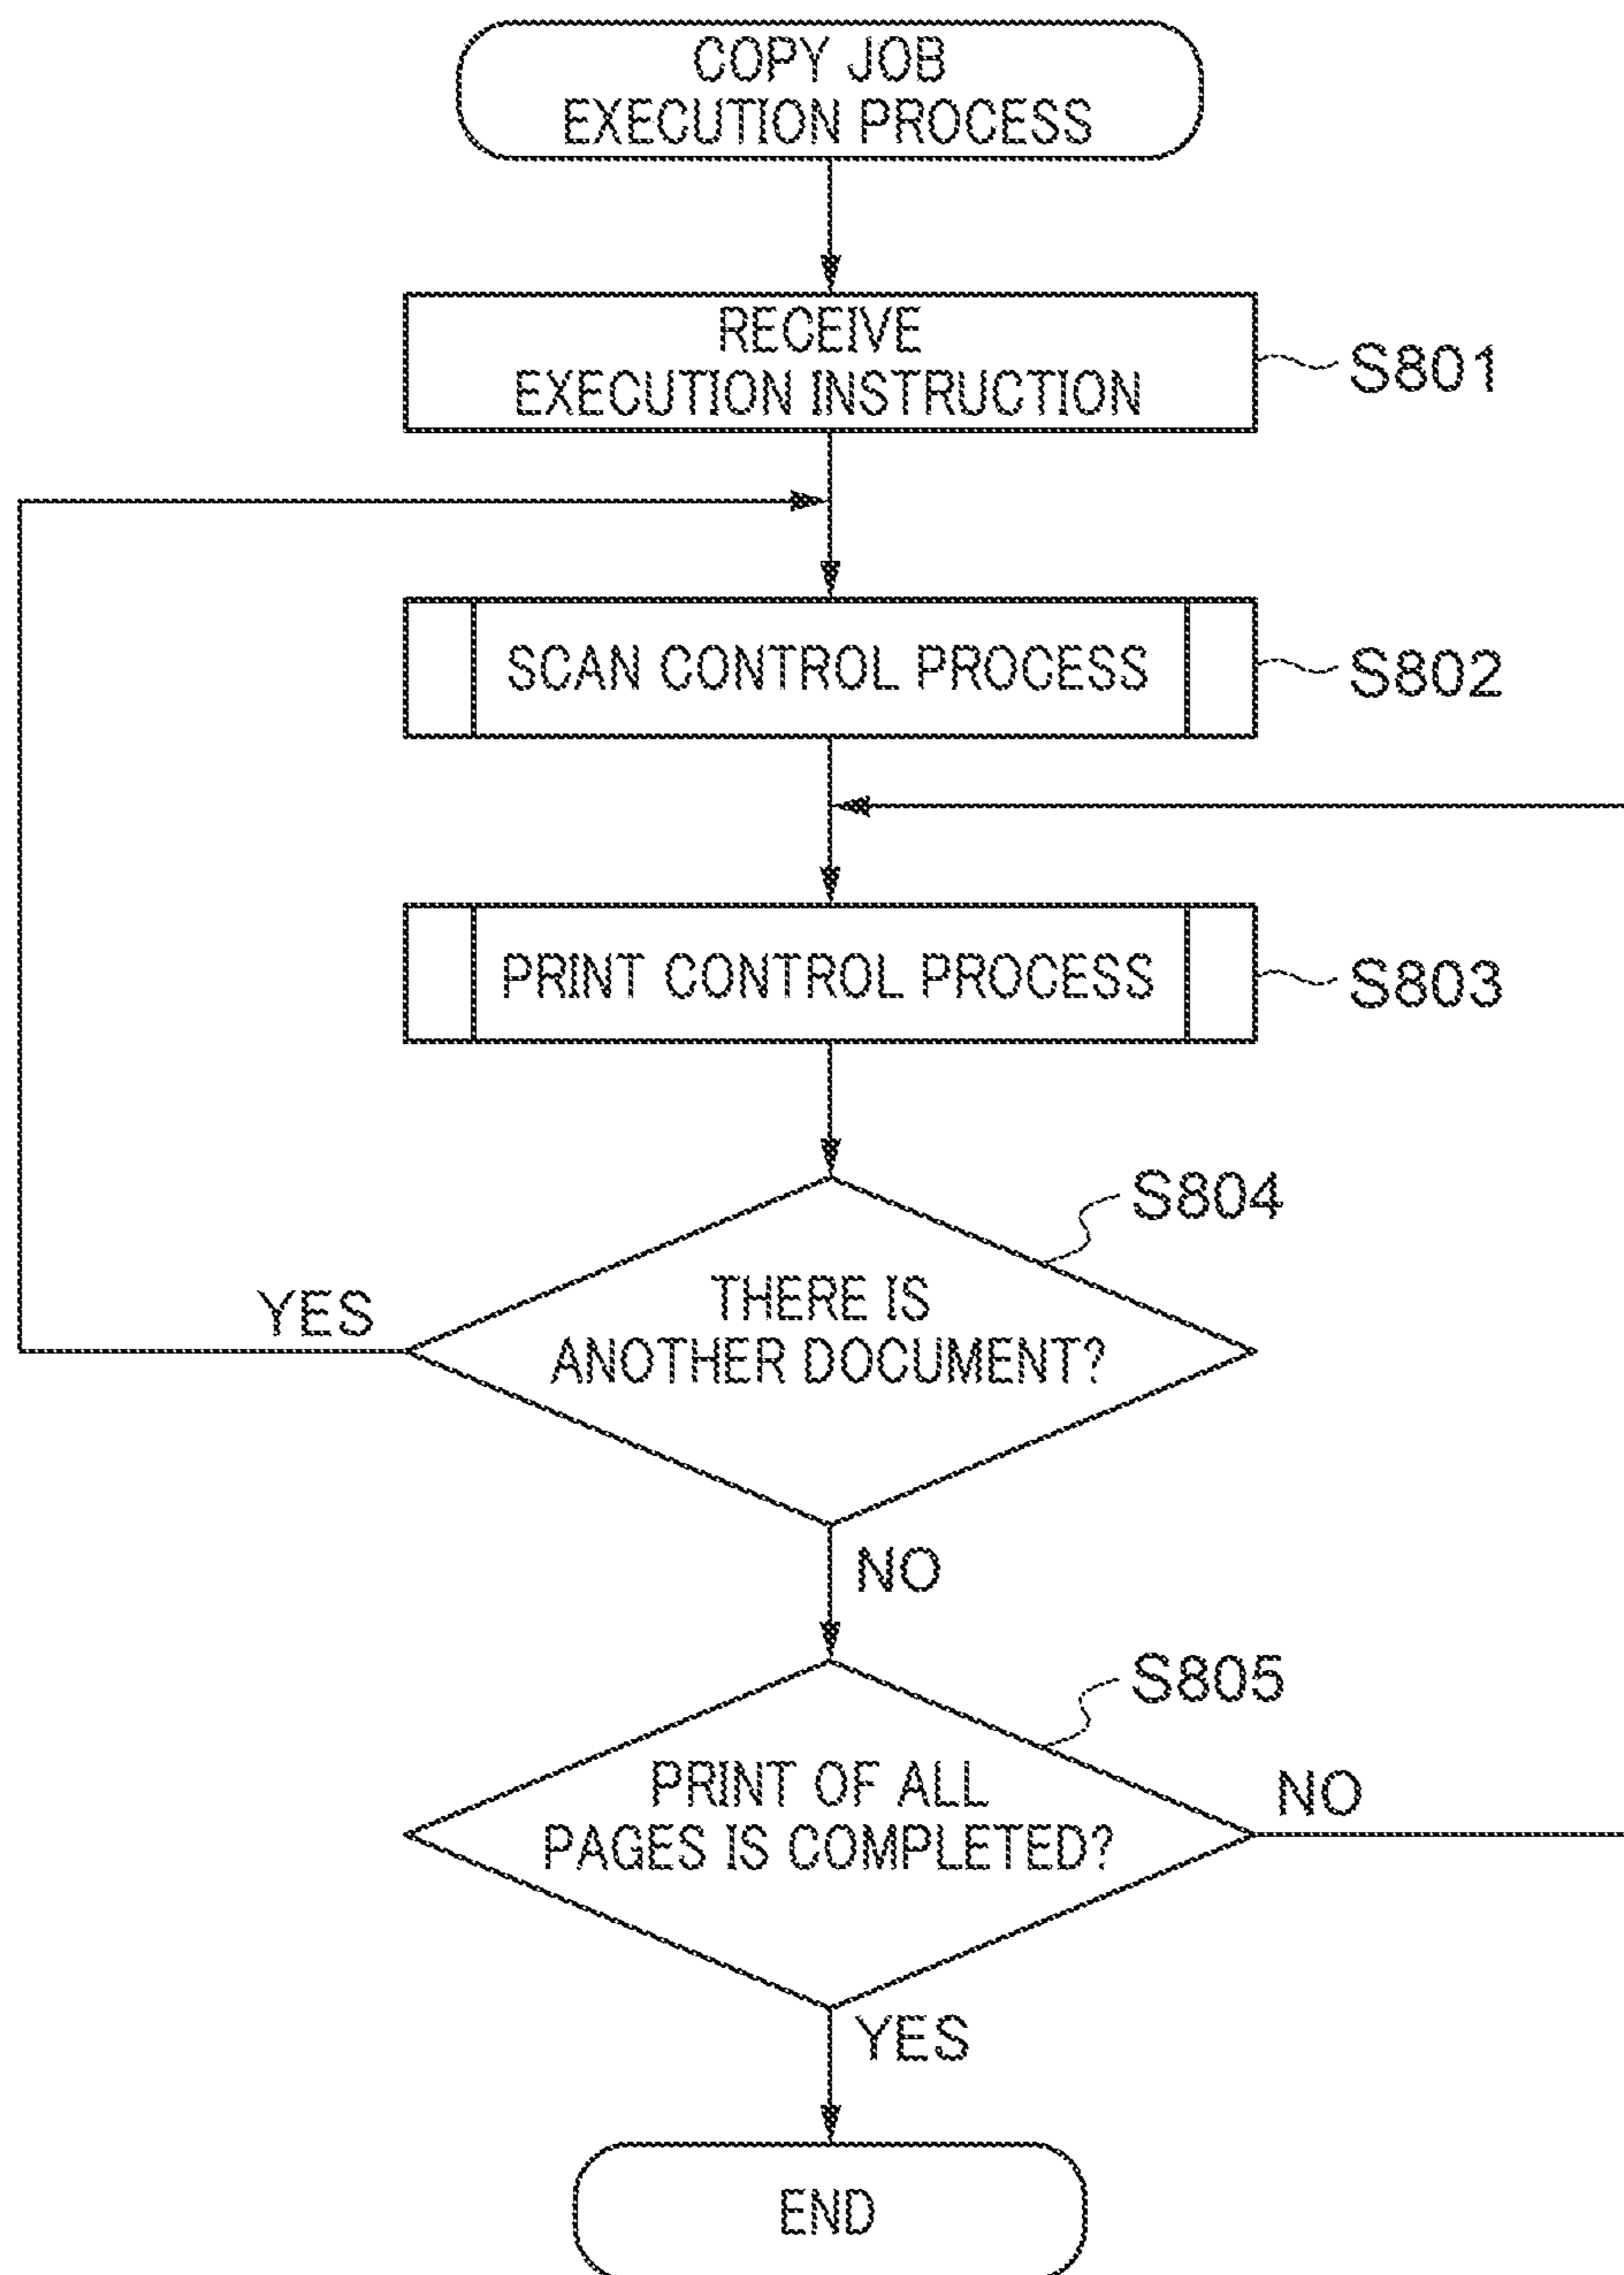 COPY JOB
EXECUTION PROCESS
RECEIVE
EXECUTION INSTRUCTION
S801
SCAN CONTROL PROCESS
S802
PRINT CONTROL PROCESS
S803
S804
THERE IS
ANOTHER DOCUMENT?
YES
NO
S805
PRINT OF ALL
PAGES IS COMPLETED?
NO
YES
END